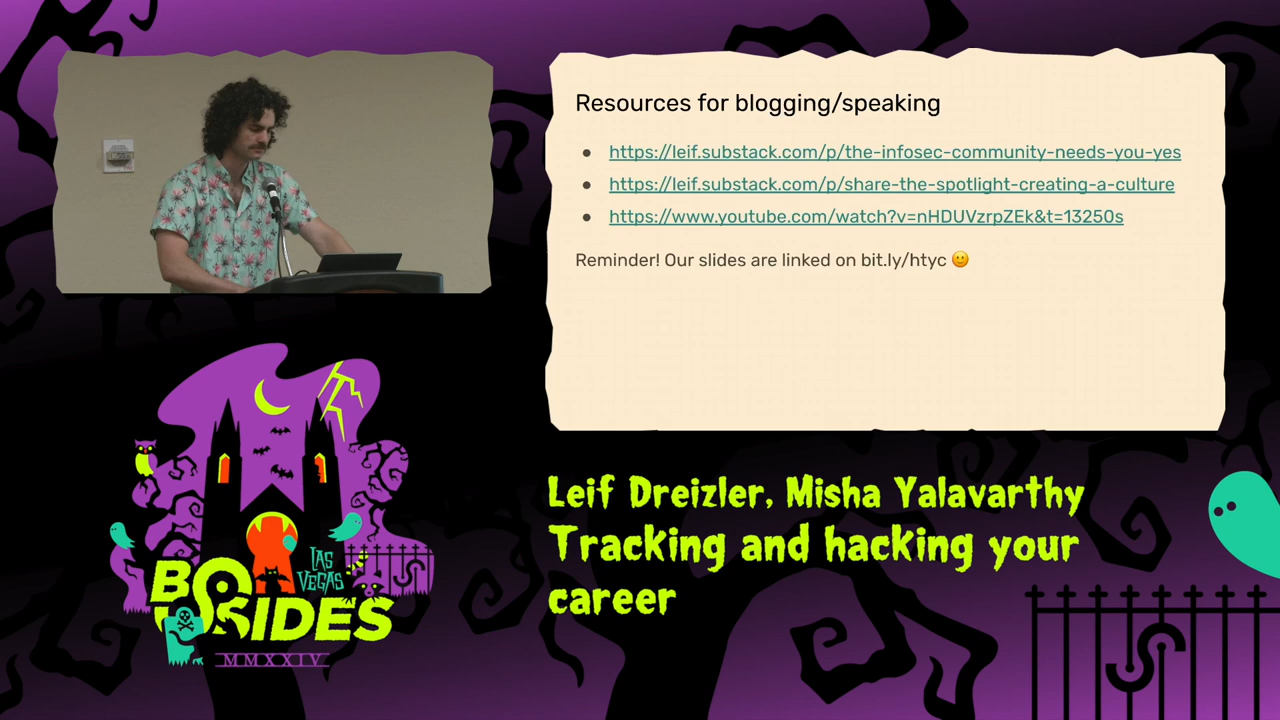 Resources for blogging/speaking
https://leif.substack.com/p/the-infosec-community-needs-you-yes
https://leif.substack.com/p/share-the-spotlight-creating-a-culture
https://www.youtube.com/watch?v=nHDUVzrpZEk&t=13250s
Reminder! Our slides are linked on bit.ly/htyc 🙂
Leif Dreizler, Misha Yalavarthy
Tracking and hacking your
career
LAS
VEGAS
BSIDES
MMXXIV